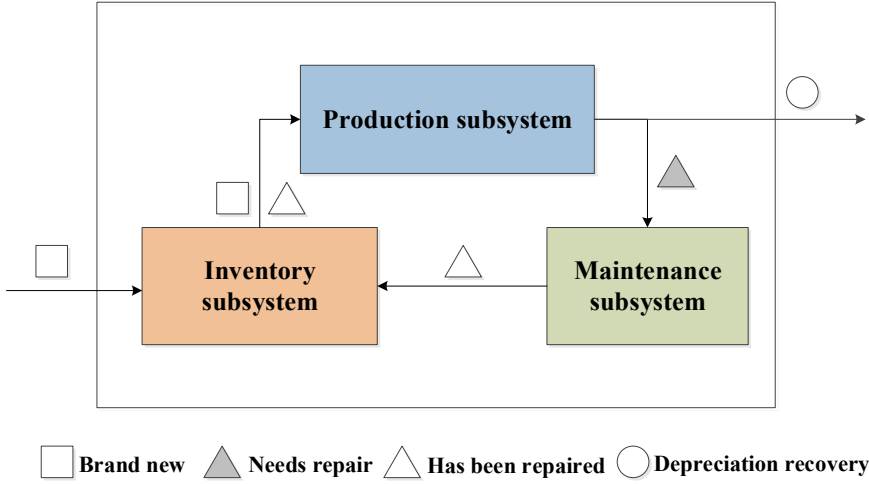 Production subsystem
Inventory
subsystem
Maintenance
subsystem
Brand new
Needs repair
Has been repaired
Depreciation recovery